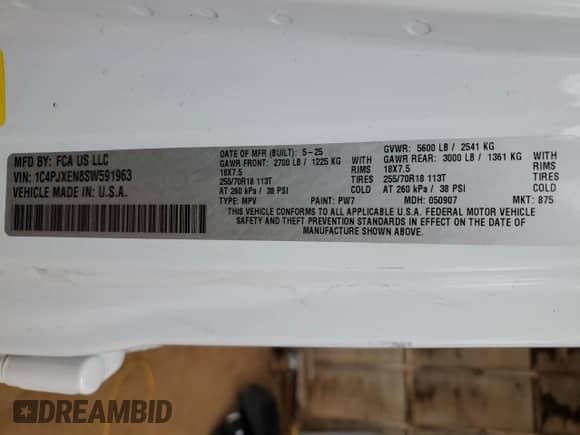 MFD BY: FCA US LLC
VIN: 1C4PJXEN8SW591963
VEHICLE MADE IN U.S.A.
DATE OF MFR (BUILT): 5-25
GAWR FRONT: 2700 LB / 1225 KG
18X7.5
255/70R18 113T
AT 260 kPa / 38 PSI
TYPE: MPV
WITH
RIMS
TIRES
PAINT: PW7
GVWR: 5600 LB / 2541 KG
GAWR REAR: 3000 LB / 1361 KG
18X7.5
255/70R18 113T
AT 260 kPa / 38 PSI
MDH: 050907
WITH
RIMS
TIRES
MKT: 875
THIS VEHICLE CONFORMS TO ALL APPLICABLE U.S.A. FEDERAL MOTOR VEHICLE
SAFETY AND THEFT PREVENTION STANDARDS IN EFFECT ON THE DATE OF
MANUFACTURE SHOWN ABOVE.
DREAMBID